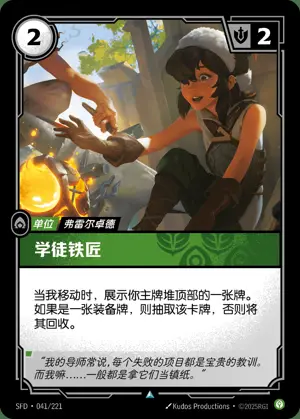 2
2
单位 弗雷尔卓德
学徒铁匠
当我移动时，展示你主牌堆顶部的一张牌。
如果是一张装备牌，则抽取该卡牌，否则将
其回收。
"我的导师常说，每个失败的项目都是宝贵的教训。
而我嘛……一般都是拿它们当镇纸。"
SFD • 041/221
Kudos Productions • ©2025RGI